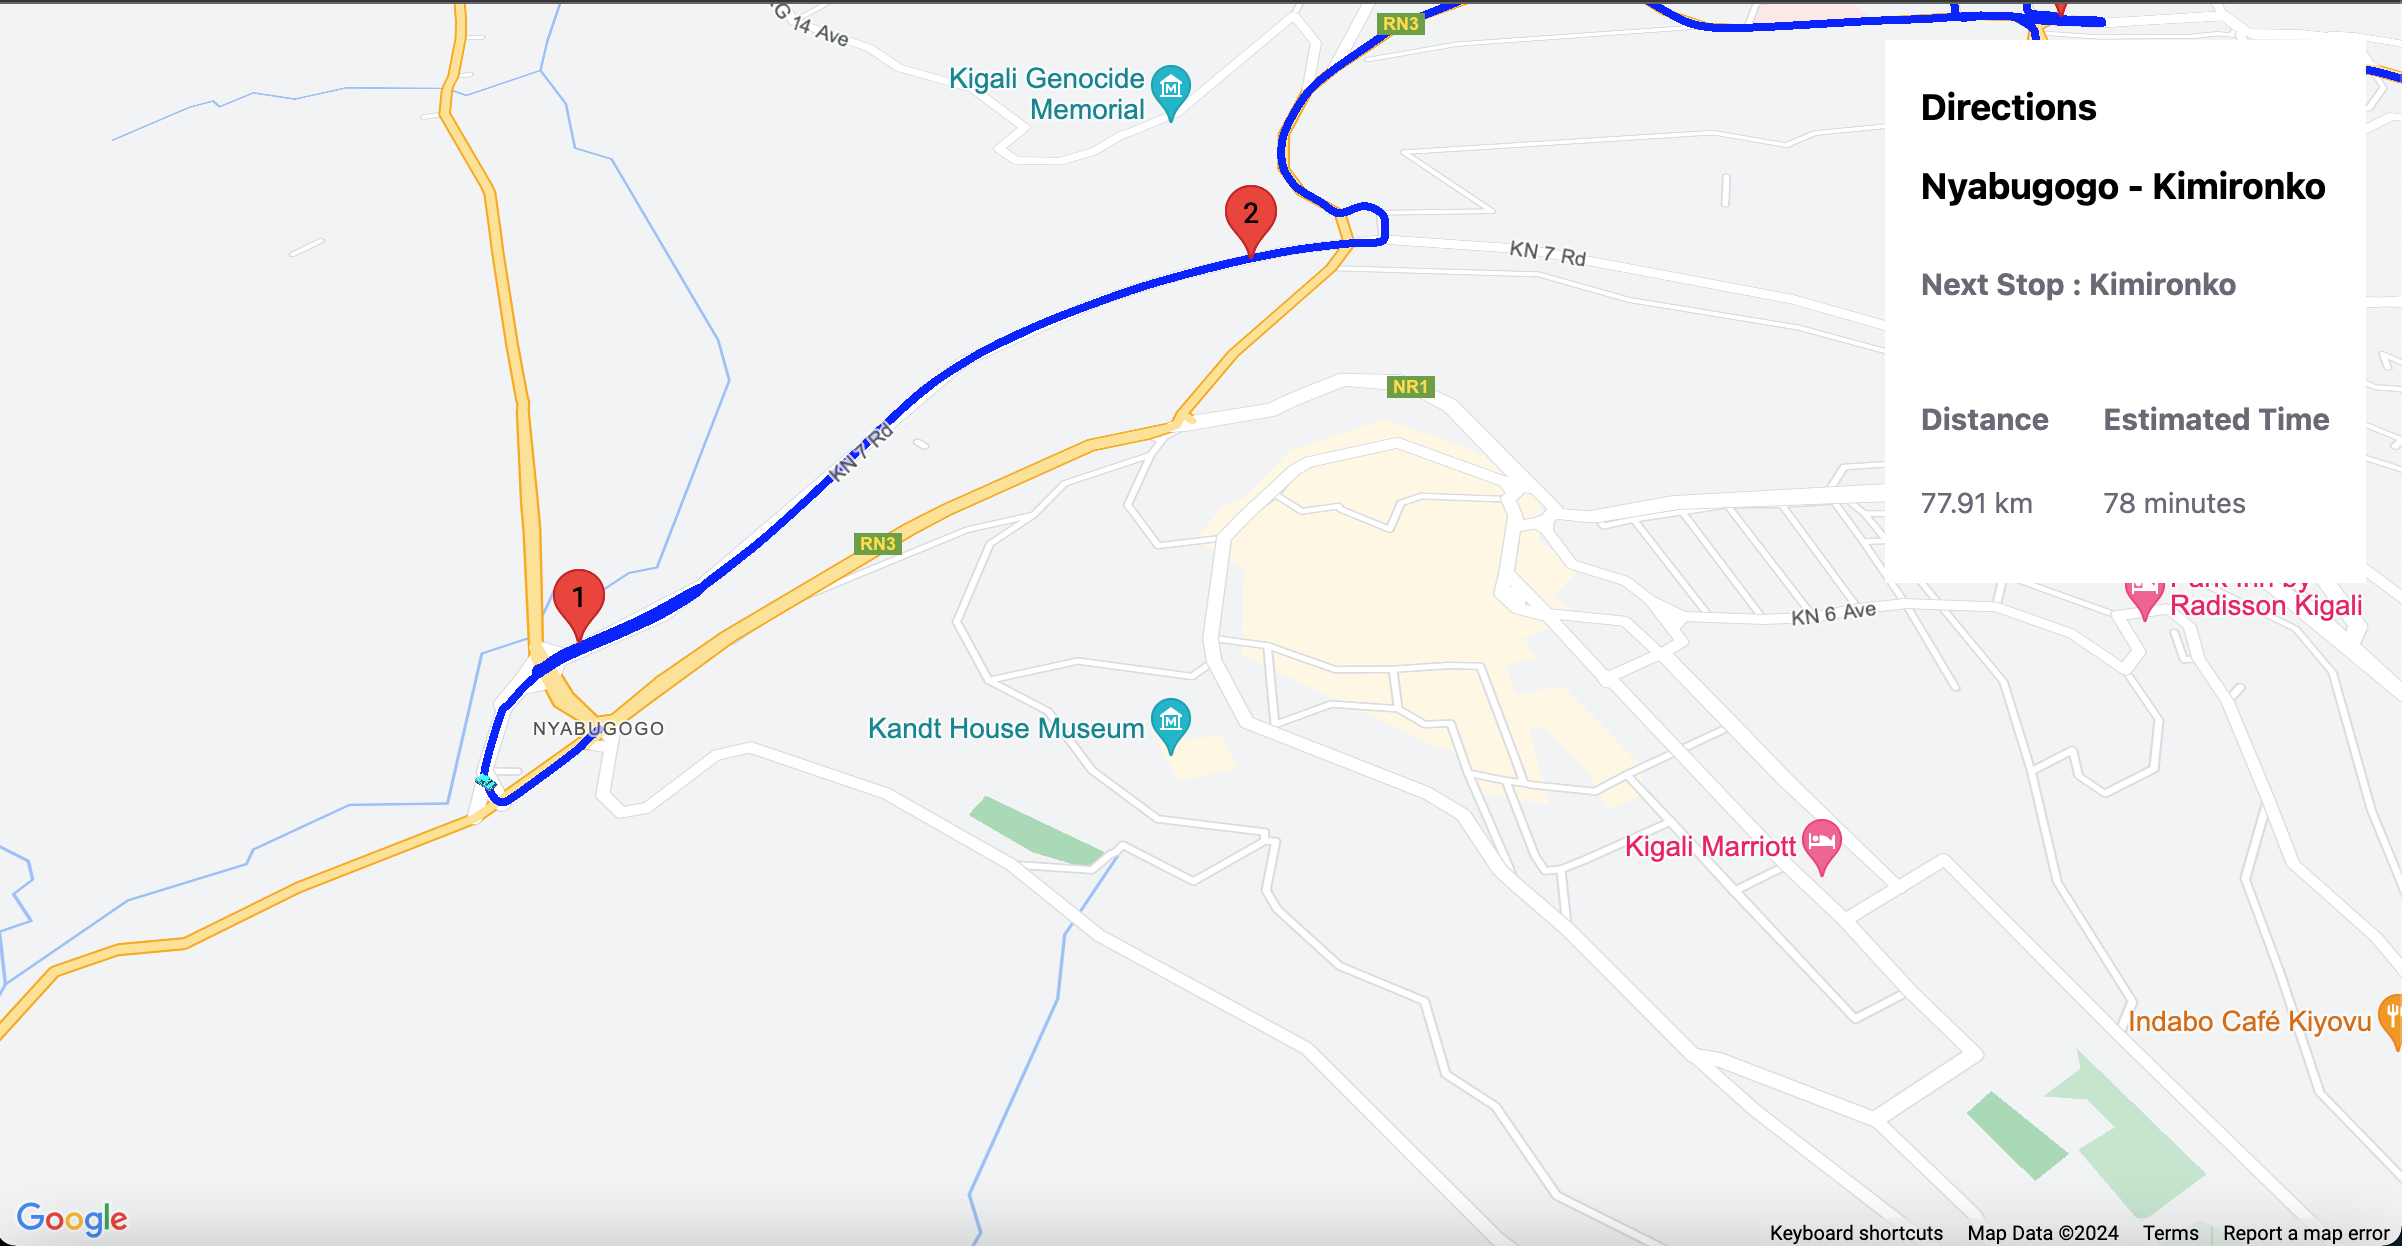 G 14 Ave
RN3
Kigali Genocide
Memorial
2
KN 7 Rd
Directions
Nyabugogo - Kimironko
Next Stop : Kimironko
Distance
Estimated Time
77.91 km
78 minutes
NR1
KN 7 Rd
RN3
1
Park Inn by
Radisson Kigali
KN 6 Ave
NYABUGOGO
Kandt House Museum
Kigali Marriott
Indabo Café Kiyovu
Google
Keyboard shortcuts
Map Data ©2024
Terms
Report a map error